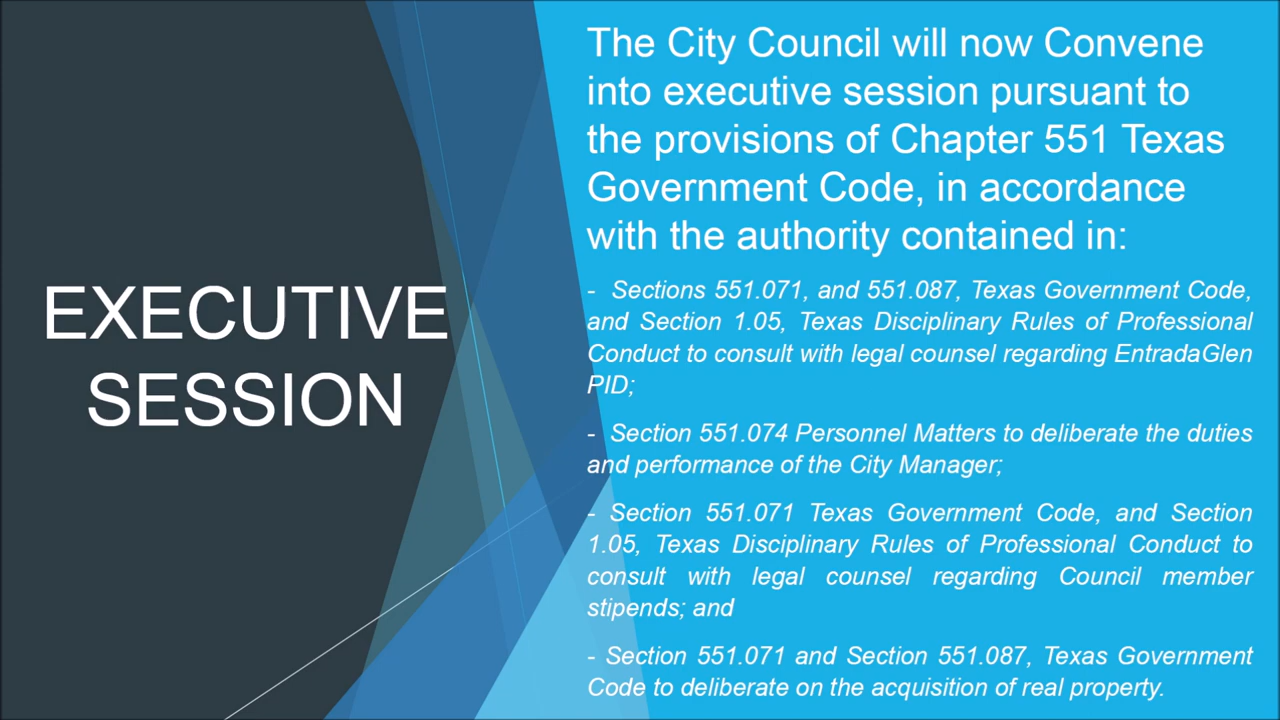 EXECUTIVE
SESSION
The City Council will now Convene
into executive session pursuant to
the provisions of Chapter 551 Texas
Government Code, in accordance
with the authority contained in:
- Sections 551.071, and 551.087, Texas Government Code,
and Section 1.05, Texas Disciplinary Rules of Professional
Conduct to consult with legal counsel regarding EntradaGlen
PID;
- Section 551.074 Personnel Matters to deliberate the duties
and performance of the City Manager;
- Section 551.071 Texas Government Code, and Section
1.05, Texas Disciplinary Rules of Professional Conduct to
consult with legal counsel regarding Council member
stipends; and
- Section 551.071 and Section 551.087, Texas Government
Code to deliberate on the acquisition of real property.